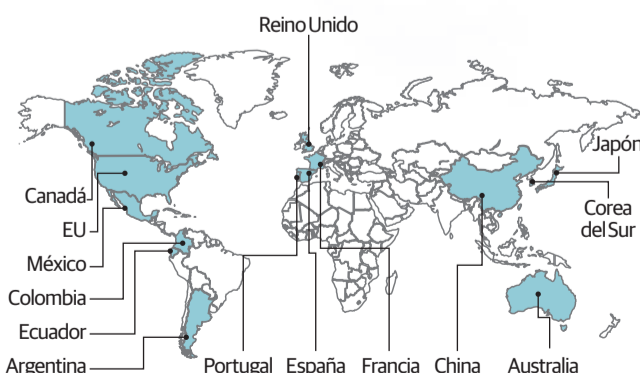 Reino Unido
Japón
Canadá
Corea
del Sur
EU
México
Colombia
Ecuador
Argentina
Portugal
España
Francia
China
Australia